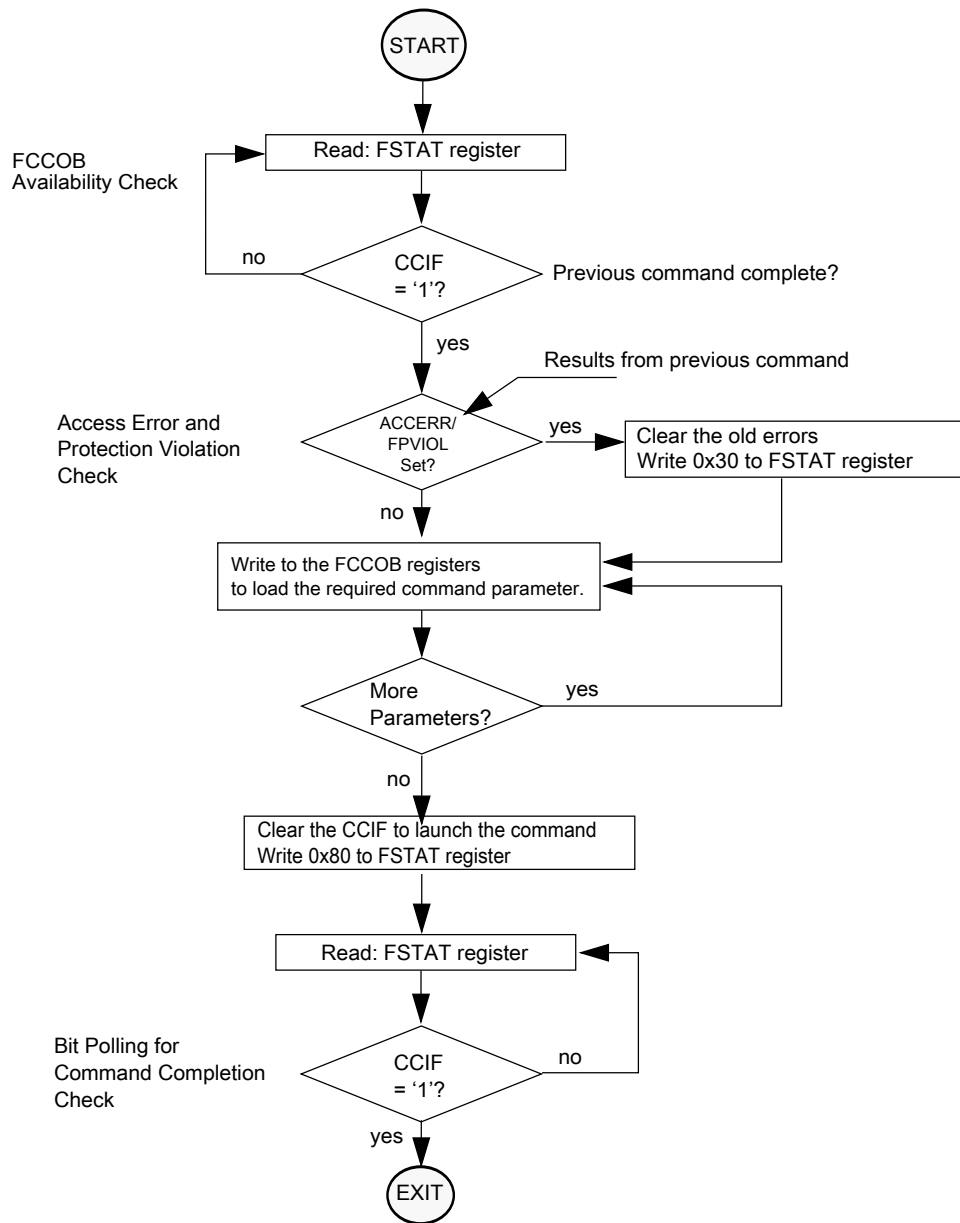 START
Read: FSTAT register
FCCOB
Availability Check
no
CCIF
= ‘1’?
Previous command complete?
yes
Results from previous command
Access Error and
Protection Violation
Check
ACCERR/
FPVIOL
Set?
yes
Clear the old errors
Write 0x30 to FSTAT register
no
Write to the FCCOB registers
to load the required command parameter.
More
Parameters?
yes
no
Clear the CCIF to launch the command
Write 0x80 to FSTAT register
Read: FSTAT register
Bit Polling for
Command Completion
Check
CCIF
= ‘1’?
no
yes
EXIT